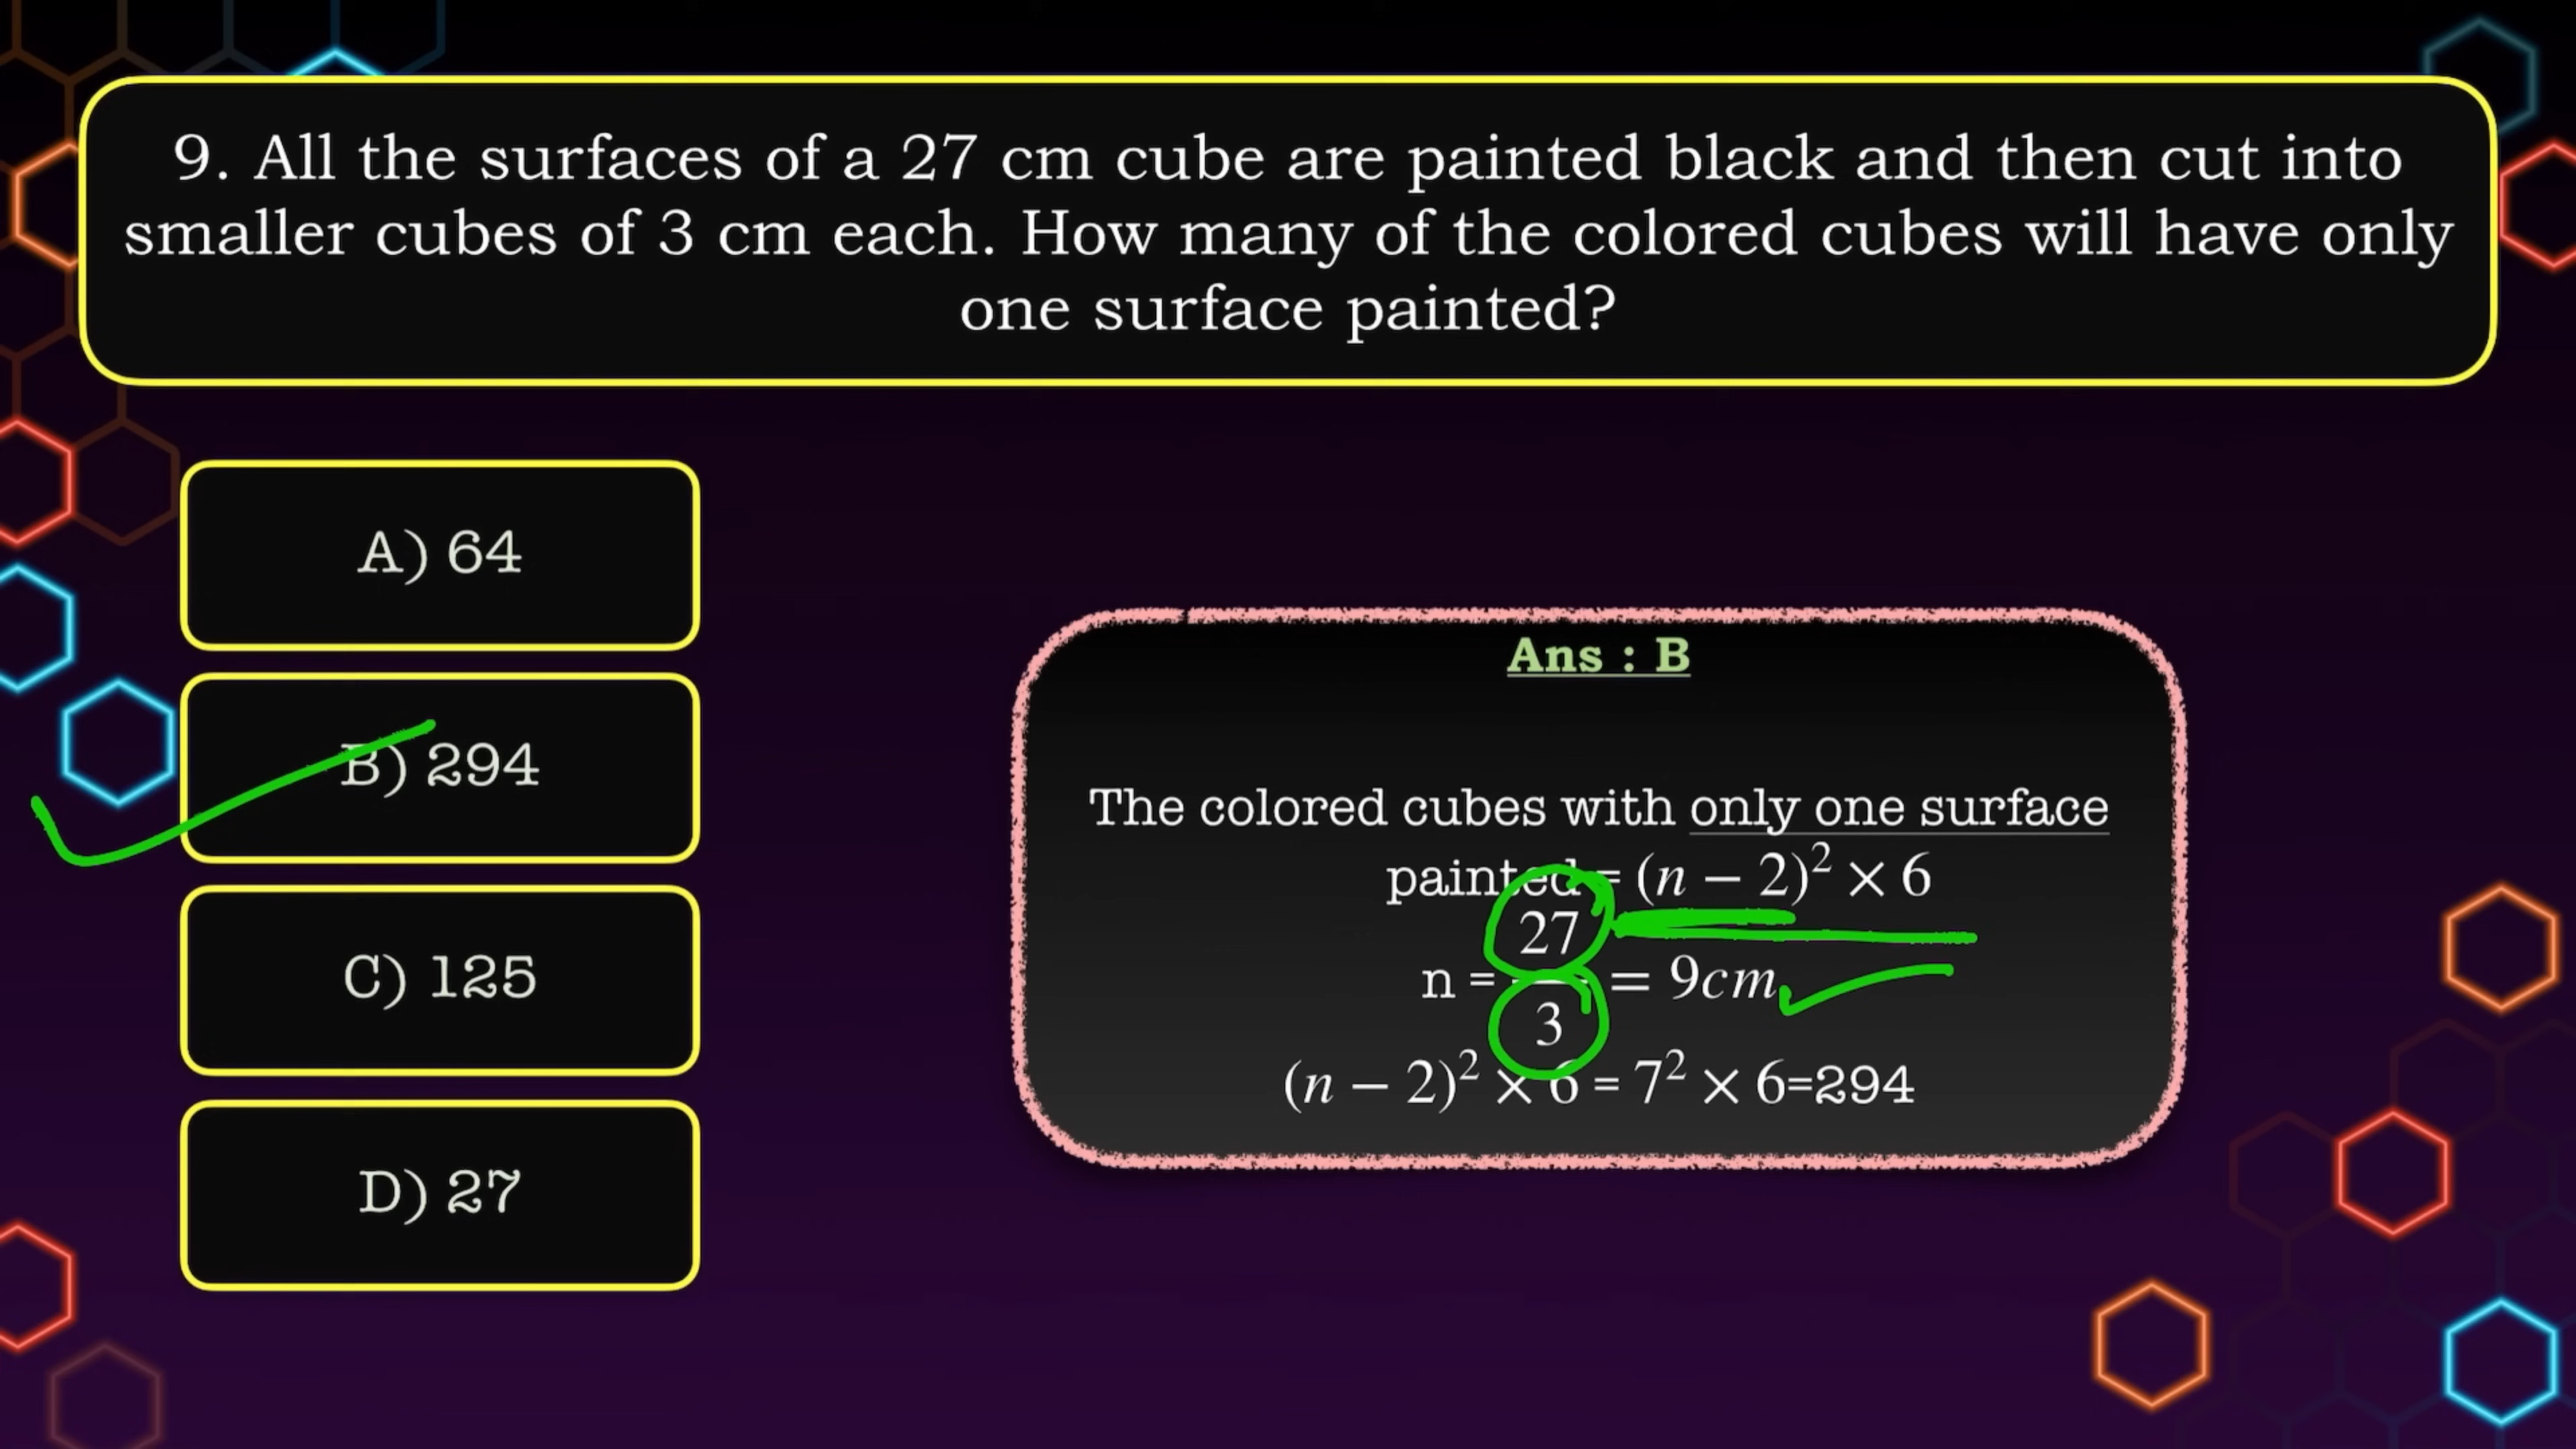 9. All the surfaces of a 27 cm cube are painted black and then cut into
smaller cubes of 3 cm each. How many of the colored cubes will have only
one surface painted?
A) 64
B) 294
C) 125
D) 27
Ans : B
The colored cubes with only one surface
painted = (n − 2)² × 6
n = 27/3 = 9cm
(n − 2)² × 6 = 7² × 6=294